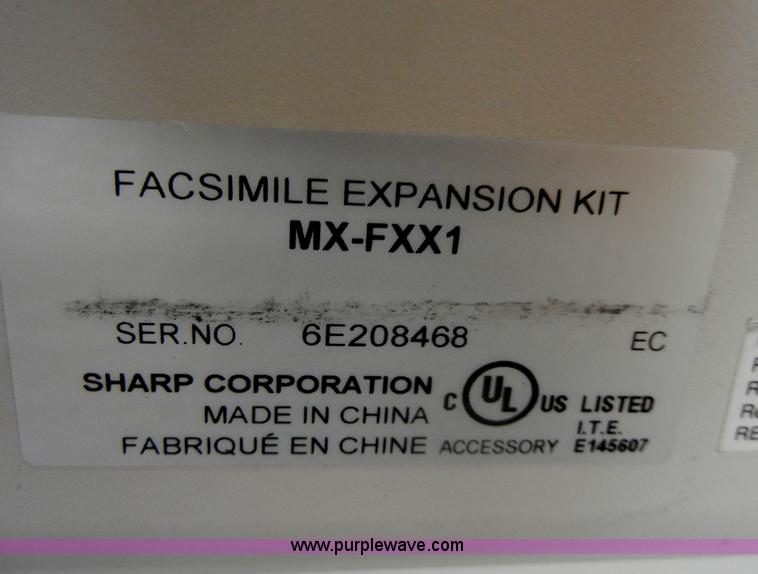 FACSIMILE EXPANSION KIT
MX-FXX1
SER.NO. 6E208468 EC
SHARP CORPORATION
MADE IN CHINA
FABRIQUÉ EN CHINE
C UL US LISTED
I.T.E.
ACCESSORY E145607
www.purplewave.com